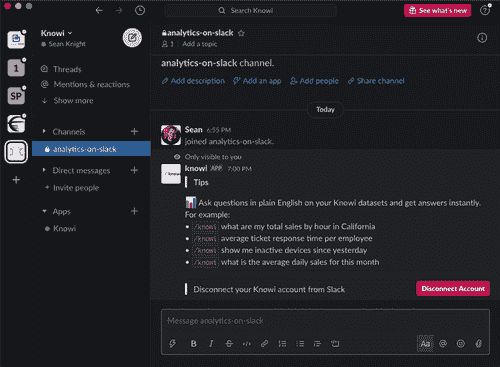 Search Knowi
See what's new
Knowi
Sean Knight
1
SP
Threads
Mentions & reactions
Show more
Channels
analytics-on-slack
Direct messages
Invite people
Apps
Knowi
analytics-on-slack
1 | Add a topic
analytics-on-slack channel.
Add description
Add an app
Add people
Share channel
Today
Sean 6:55 PM
joined analytics-on-slack.
Only visible to you
knowi APP 7:00 PM
Tips
Ask questions in plain English on your Knowi datasets and get answers instantly.
For example:
• /knowi what are my total sales by hour in California
• /knowi average ticket response time per employee
• /knowi show me inactive devices since yesterday
• /knowi what is the average daily sales for this month
Disconnect your Knowi account from Slack
Disconnect Account
Message analytics-on-slack
B I S
Aa @